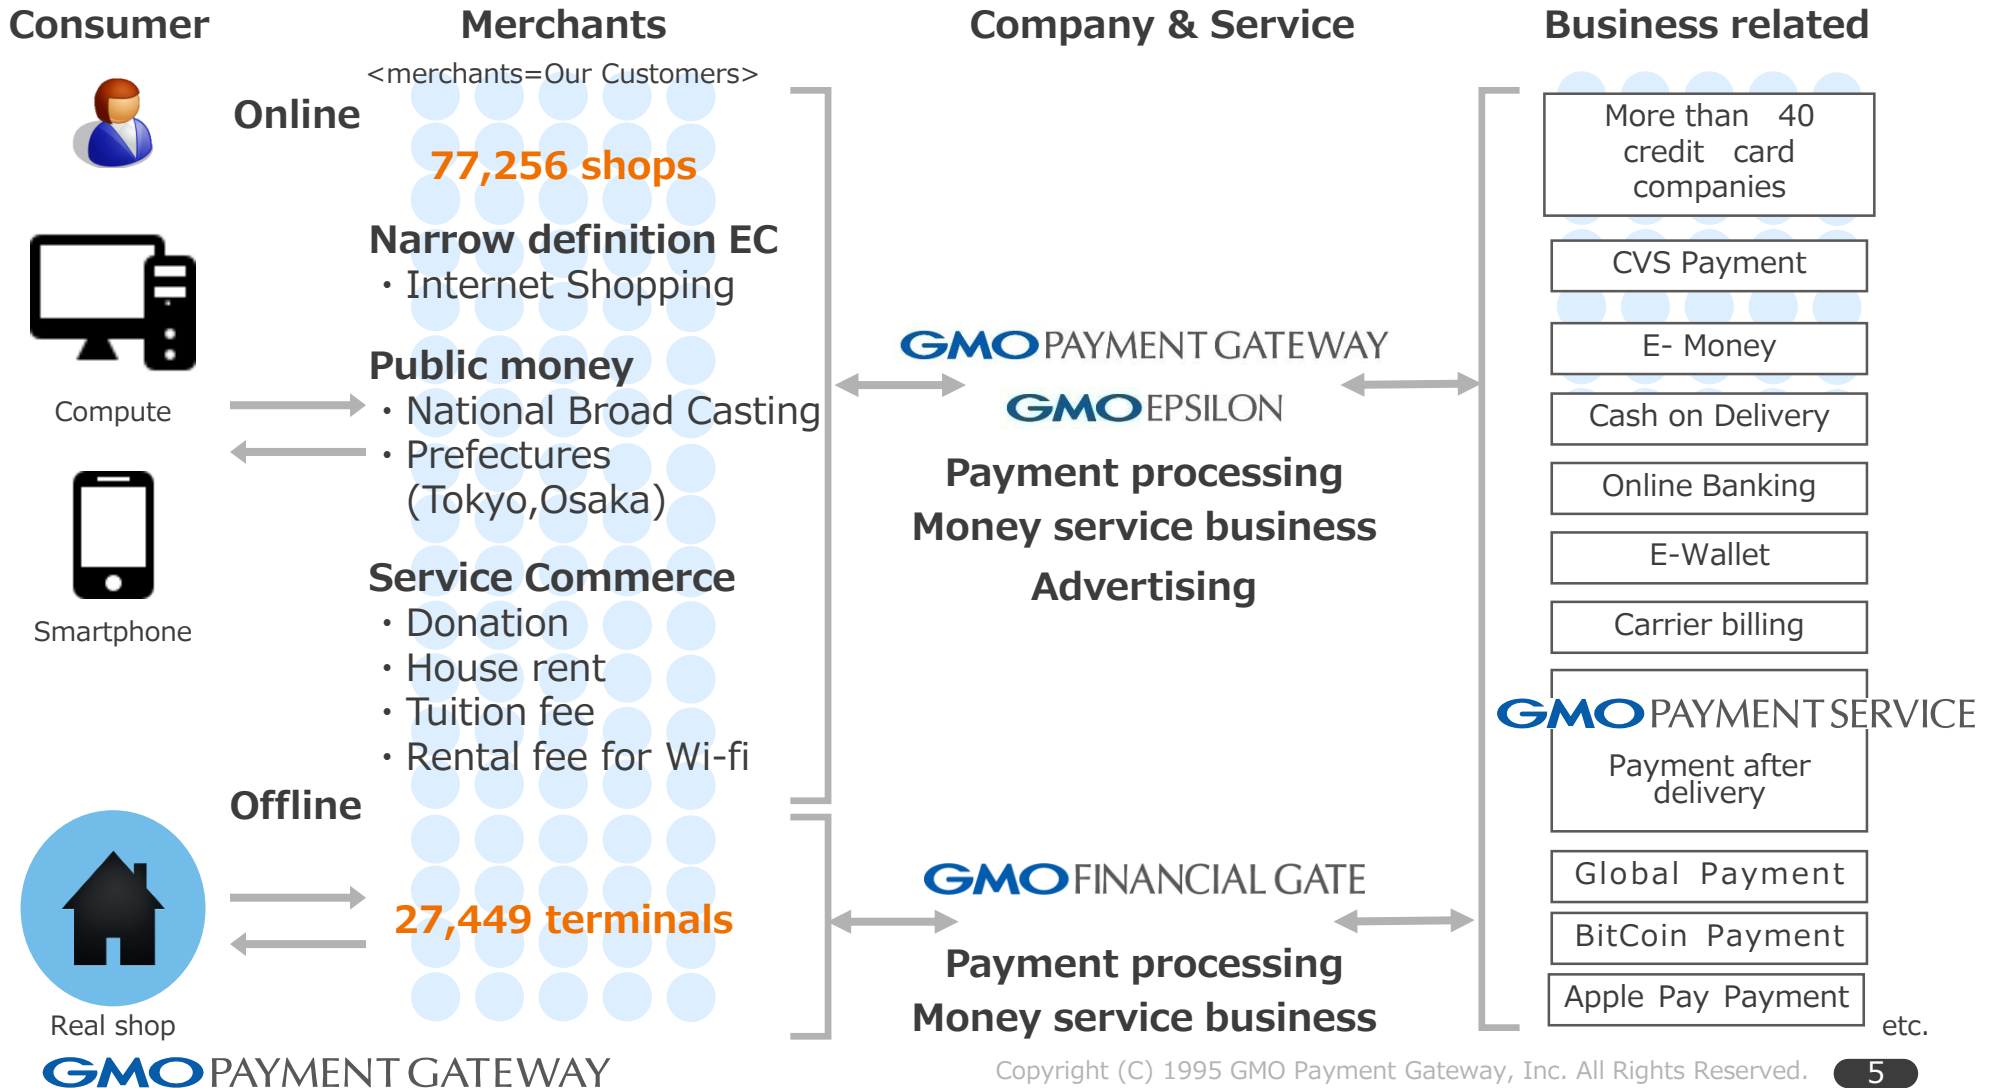 Consumer
Merchants
Company & Service
Business related
<merchants=Our Customers>
Online
77,256 shops
Narrow definition EC
・Internet Shopping
Public money
・National Broad Casting
・Prefectures
(Tokyo,Osaka)
Service Commerce
・Donation
・House rent
・Tuition fee
・Rental fee for Wi-fi
Compute
Smartphone
Offline
27,449 terminals
Real shop
GMO PAYMENT GATEWAY
GMO EPSILON
Payment processing
Money service business
Advertising
GMO FINANCIAL GATE
Payment processing
Money service business
More than 40
credit card
companies
CVS Payment
E- Money
Cash on Delivery
Online Banking
E-Wallet
Carrier billing
GMO PAYMENT SERVICE
Payment after
delivery
Global Payment
BitCoin Payment
Apple Pay Payment
etc.
GMO PAYMENT GATEWAY
Copyright (C) 1995 GMO Payment Gateway, Inc. All Rights Reserved.
5